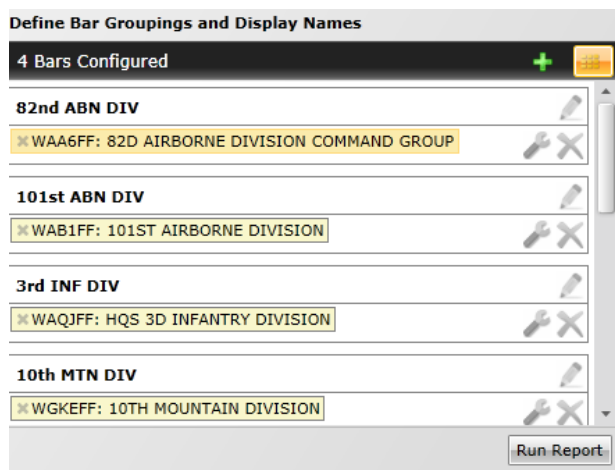 Define Bar Groupings and Display Names
4 Bars Configured
82nd ABN DIV
WAA6FF: 82D AIRBORNE DIVISION COMMAND GROUP
101st ABN DIV
WAB1FF: 101ST AIRBORNE DIVISION
3rd INF DIV
WAQJFF: HQS 3D INFANTRY DIVISION
10th MTN DIV
WGKEFF: 10TH MOUNTAIN DIVISION
Run Report